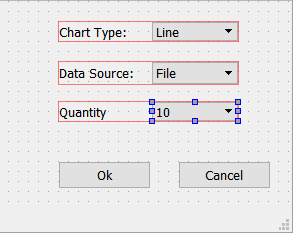 Chart Type: Line
Data Source: File
Quantity 10
Ok Cancel